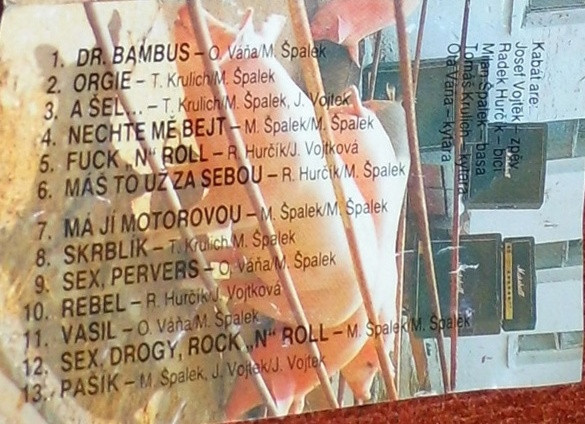 1. DR. BAMBUS – O. Váňa/M. Špalek
2. ORGIE – T. Krulich/M. Špalek
3. A ŠEL... – T. Krulich/M. Špalek, J. Vojtek
4. NECHTE MĚ BEJT – M. Špalek/M. Špalek
5. FUCK „N" ROLL – R. Hurčík/J. Vojtková
6. MÁŠ TO UŽ ZA SEBOU – R. Hurčík/M. Špalek
7. MÁ JÍ MOTOROVOU – M. Špalek/M. Špalek
8. SKRBLÍK – T. Krulich/M. Špalek
9. SEX, PERVERS – O. Váňa/M. Špalek
10. REBEL – R. Hurčík/J. Vojtková
11. VASIL – O. Váňa/M. Špalek
12. SEX, DROGY, ROCK „N" ROLL – M. Špalek/M. Špalek
13. PAŠIK – M. Špalek, J. Vojtek/J. Vojtek
Kabát are:
Josef Vojtek – zpěv
Radek Hurčík – bicí
Milan Špalek – basa
Tomáš Krulich – kytara
Ota Váňa – kytara
Marshall